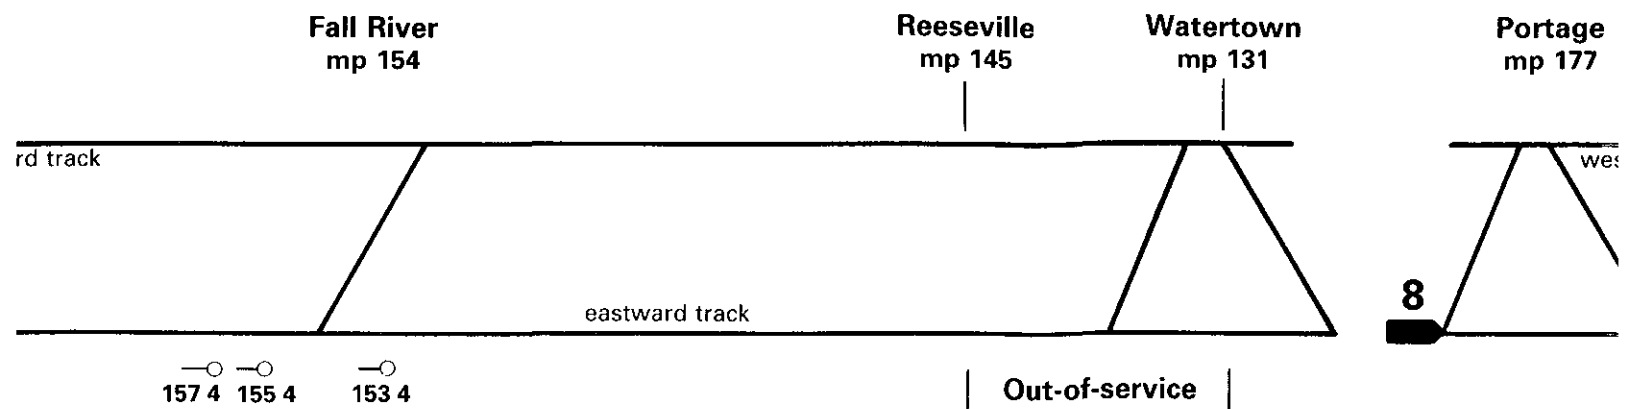 Fall River
mp 154
Reeseville
mp 145
Watertown
mp 131
Portage
mp 177
rd track
wes
eastward track
8
157 4
155 4
153 4
Out-of-service